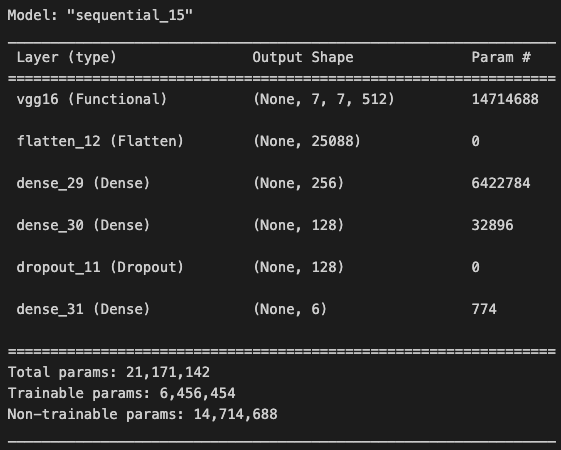 Model: "sequential_15"
Layer (type) Output Shape Param #
vgg16 (Functional) (None, 7, 7, 512) 14714688
flatten_12 (Flatten) (None, 25088) 0
dense_29 (Dense) (None, 256) 6422784
dense_30 (Dense) (None, 128) 32896
dropout_11 (Dropout) (None, 128) 0
dense_31 (Dense) (None, 6) 774
Total params: 21,171,142
Trainable params: 6,456,454
Non-trainable params: 14,714,688